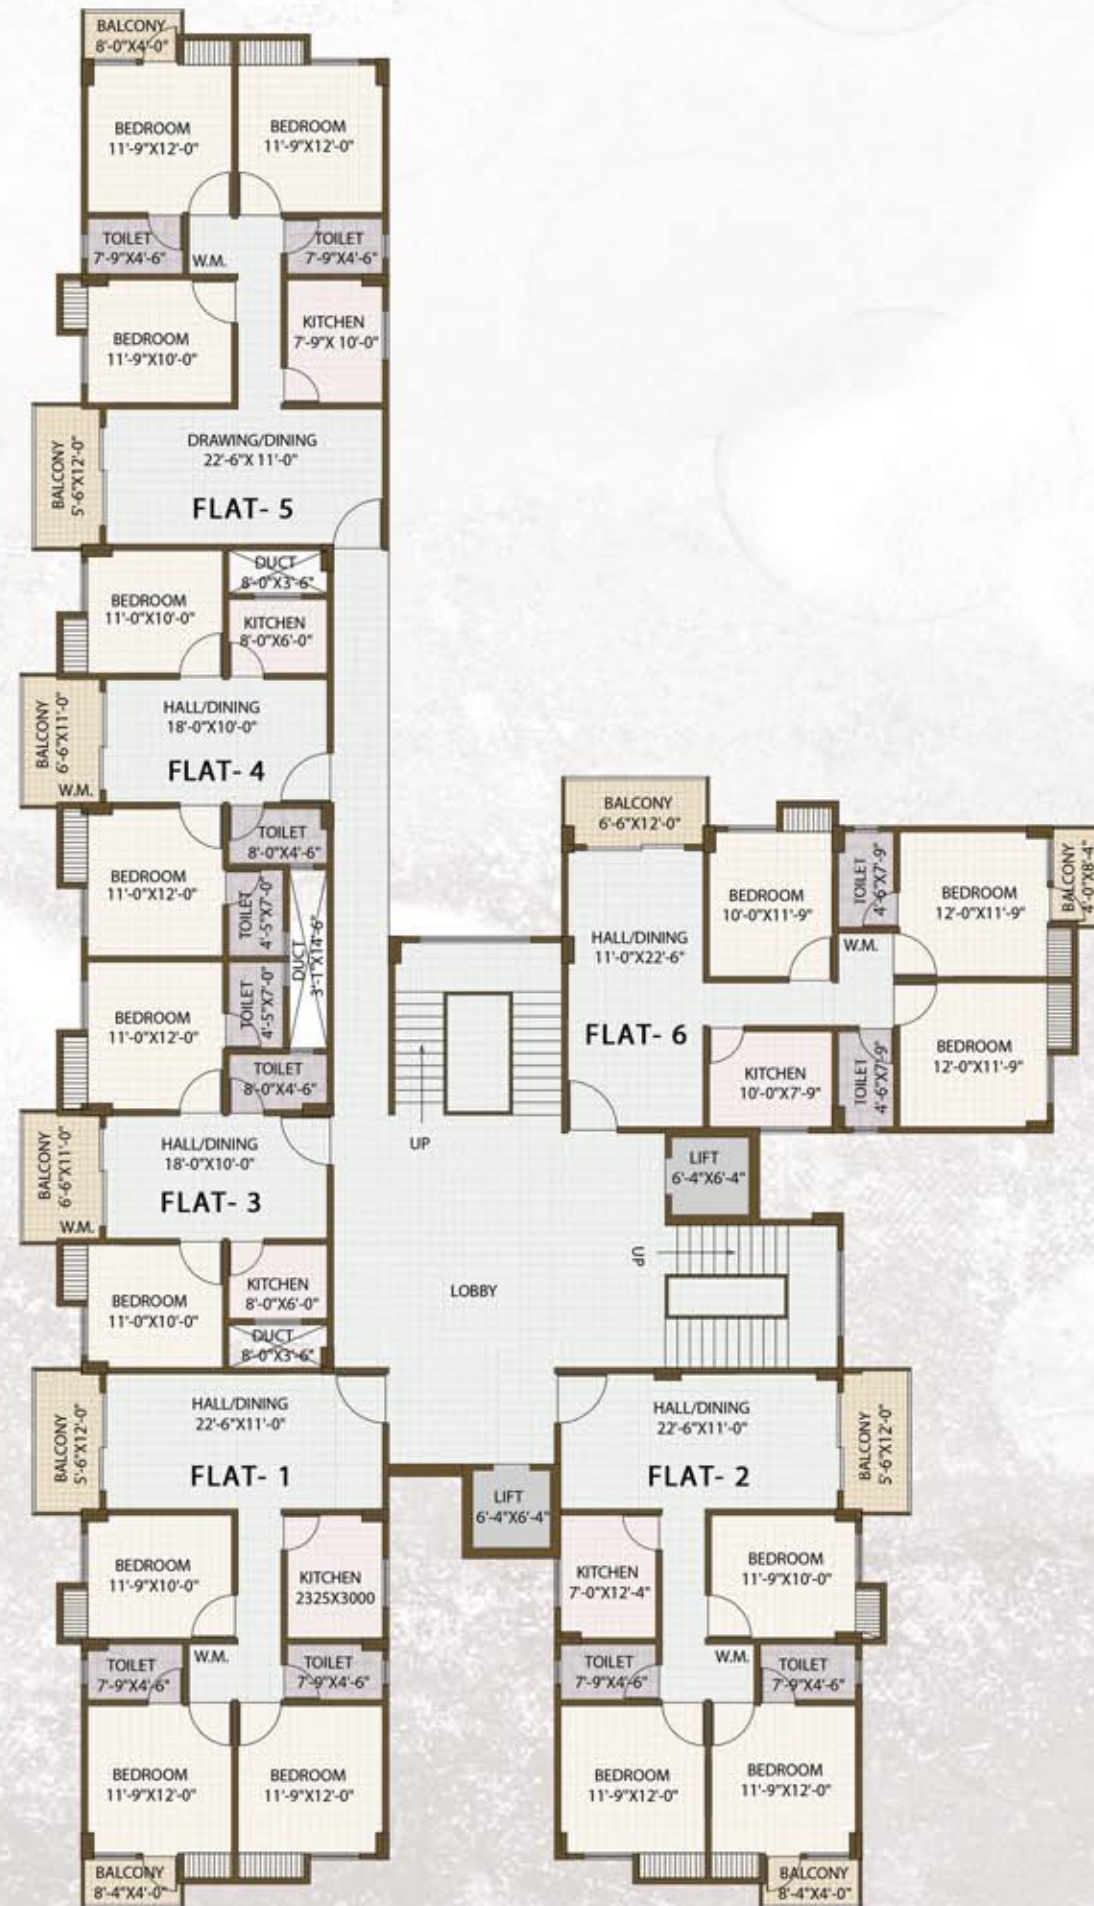 BALCONY
8'-0"X4'-0"
BEDROOM
11'-9"X12'-0"
BEDROOM
11'-9"X12'-0"
TOILET
7'-9"X4'-6"
W.M.
TOILET
7'-9"X4'-6"
BEDROOM
11'-9"X10'-0"
KITCHEN
7'-9"X 10'-0"
BALCONY
5'-6"X12'-0"
DRAWING/DINING
22'-6"X 11'-0"
FLAT- 5
DUCT
8'-0"X3'-6"
BEDROOM
11'-0"X10'-0"
KITCHEN
8'-0"X6'-0"
BALCONY
6'-6"X11'-0"
W.M.
HALL/DINING
18'-0"X10'-0"
FLAT- 4
TOILET
8'-0"X4'-6"
BEDROOM
11'-0"X12'-0"
TOILET
4'-5"X7'-0"
DUCT
3'-1"X14'-6"
BEDROOM
11'-0"X12'-0"
TOILET
4'-5"X7'-0"
TOILET
8'-0"X4'-6"
BALCONY
6'-6"X11'-0"
W.M.
HALL/DINING
18'-0"X10'-0"
FLAT- 3
BEDROOM
11'-0"X10'-0"
KITCHEN
8'-0"X6'-0"
DUCT
8'-0"X3'-6"
UP
BALCONY
6'-6"X12'-0"
HALL/DINING
11'-0"X22'-6"
FLAT- 6
BEDROOM
10'-0"X11'-9"
TOILET
4'-6"X7'-9"
BEDROOM
12'-0"X11'-9"
BALCONY
4'-0"X8'-4"
W.M.
KITCHEN
10'-0"X7'-9"
TOILET
4'-6"X7'-9"
BEDROOM
12'-0"X11'-9"
LIFT
6'-4"X6'-4"
UP
LOBBY
BALCONY
5'-6"X12'-0"
HALL/DINING
22'-6"X11'-0"
FLAT- 1
BEDROOM
11'-9"X10'-0"
KITCHEN
2325X3000
TOILET
7'-9"X4'-6"
W.M.
TOILET
7'-9"X4'-6"
BEDROOM
11'-9"X12'-0"
BEDROOM
11'-9"X12'-0"
BALCONY
8'-4"X4'-0"
LIFT
6'-4"X6'-4"
HALL/DINING
22'-6"X11'-0"
FLAT- 2
BALCONY
5'-6"X12'-0"
KITCHEN
7'-0"X12'-4"
BEDROOM
11'-9"X10'-0"
TOILET
7'-9"X4'-6"
W.M.
TOILET
7'-9"X4'-6"
BEDROOM
11'-9"X12'-0"
BEDROOM
11'-9"X12'-0"
BALCONY
8'-4"X4'-0"